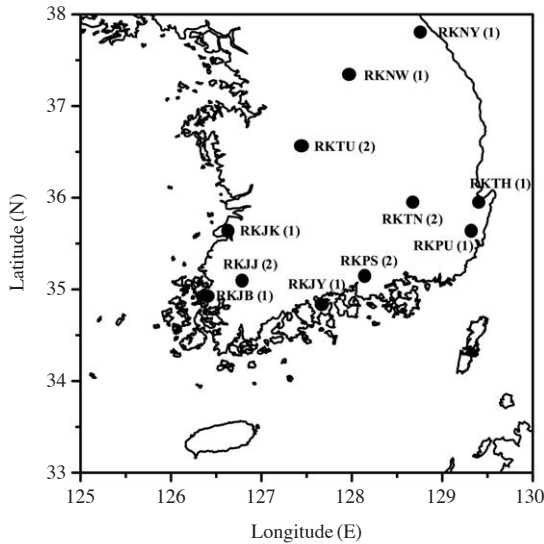 38
RKNY (1)
37
RKNW (1)
RKTU (2)
36
RKTH (1)
RKTN (2)
RKJK (1)
RKPU (1)
RKJJ (2)
RKPS (2)
35
RKJB (1)
RKJY (1)
34
33
125
126
127
128
129
130
Latitude (N)
Longitude (E)